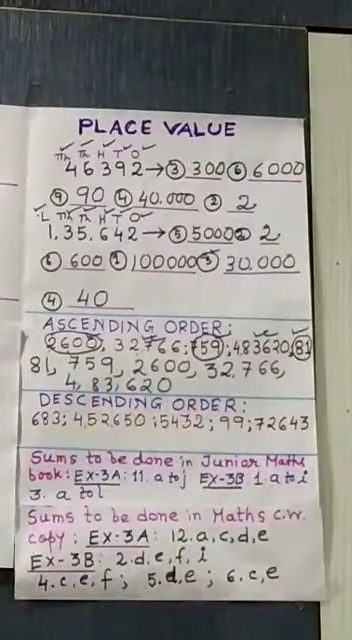 PLACE VALUE
TTh Th H T O
46392 → ③ 300 ⑥ 6000
⑨ 90 ④ 40.000 ② 2
L TTh Th H T O
1,35,642 → ⑤ 5000 ② 2
⑥ 600 ① 100000 ③ 30.000
④ 40
ASCENDING ORDER:
2600; 32766; 759; 483620; 81
81, 759, 2600, 32,766,
4,83,620
DESCENDING ORDER:
683; 4,52650; 5432; 99; 72643
Sums to be done in Junior Maths
book: EX-3A: 11. a to j EX-3B 1. a to i
3. a to l
Sums to be done in Maths c.w.
copy: EX-3A: 12.a,c,d,e
EX-3B: 2.d,e,f,i
4.c,e,f; 5.d,e; 6.c,e